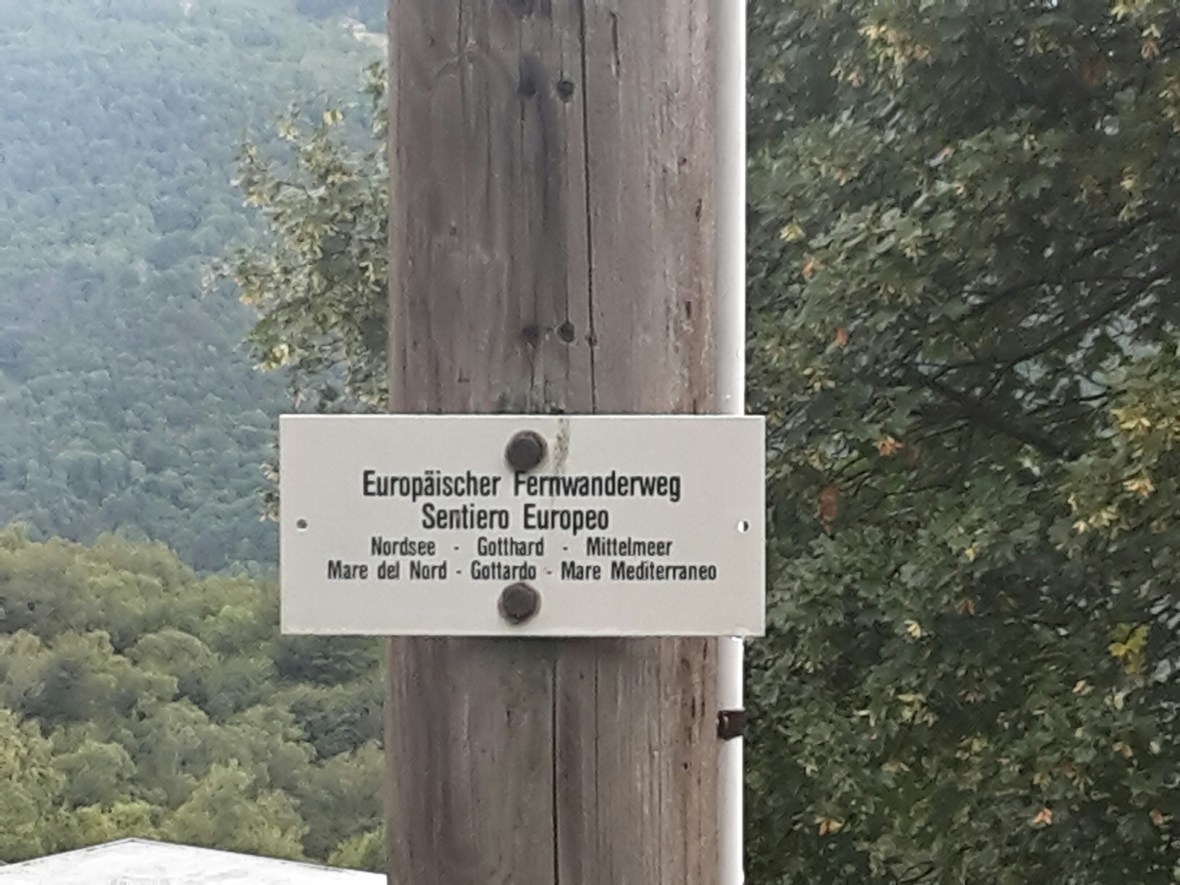 Europäischer Fernwanderweg
Sentiero Europeo
Nordsee - Gotthard - Mittelmeer
Mare del Nord - Gottardo - Mare Mediterraneo